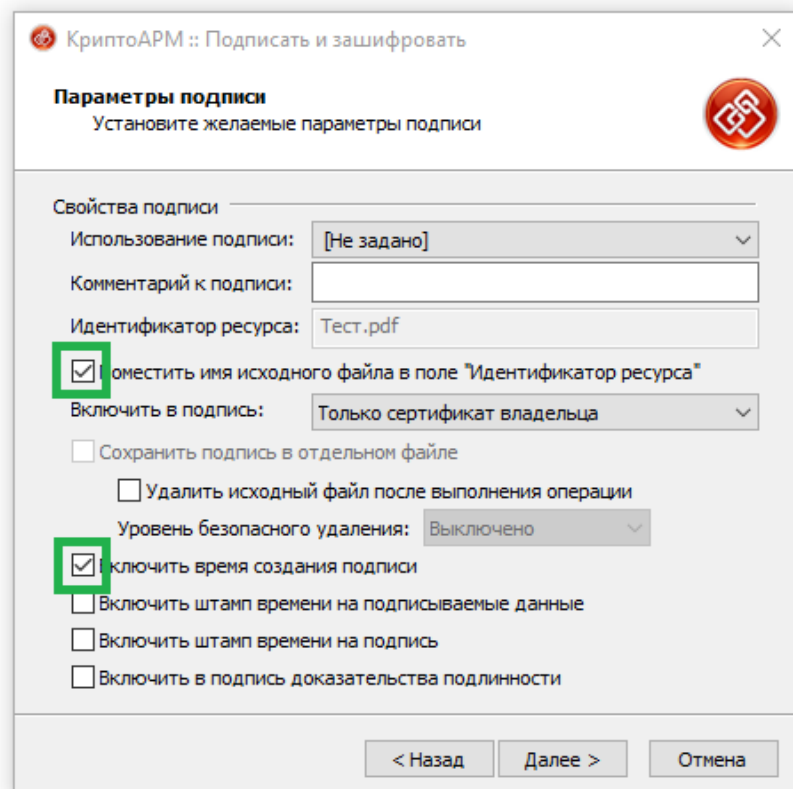 КриптоАРМ :: Подписать и зашифровать
Параметры подписи
Установите желаемые параметры подписи
Свойства подписи
Использование подписи: [Не задано]
Комментарий к подписи:
Идентификатор ресурса: Тест.pdf
Поместить имя исходного файла в поле "Идентификатор ресурса"
Включить в подпись: Только сертификат владельца
Сохранить подпись в отдельном файле
Удалить исходный файл после выполнения операции
Уровень безопасного удаления: Выключено
Включить время создания подписи
Включить штамп времени на подписываемые данные
Включить штамп времени на подпись
Включить в подпись доказательства подлинности
< Назад Далее > Отмена